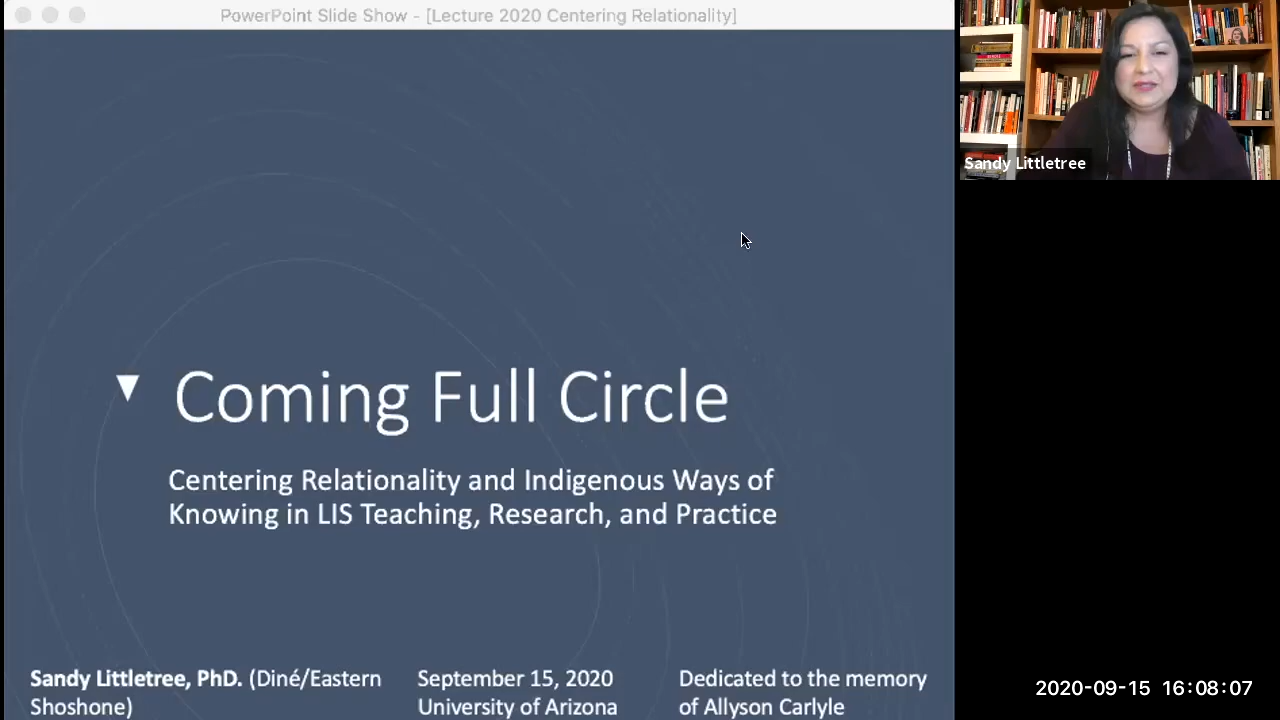 PowerPoint Slide Show - [Lecture 2020 Centering Relationality]
Sandy Littletree
Coming Full Circle
Centering Relationality and Indigenous Ways of
Knowing in LIS Teaching, Research, and Practice
Sandy Littletree, PhD. (Diné/Eastern
Shoshone)
September 15, 2020
University of Arizona
Dedicated to the memory
of Allyson Carlyle
2020-09-15 16:08:07